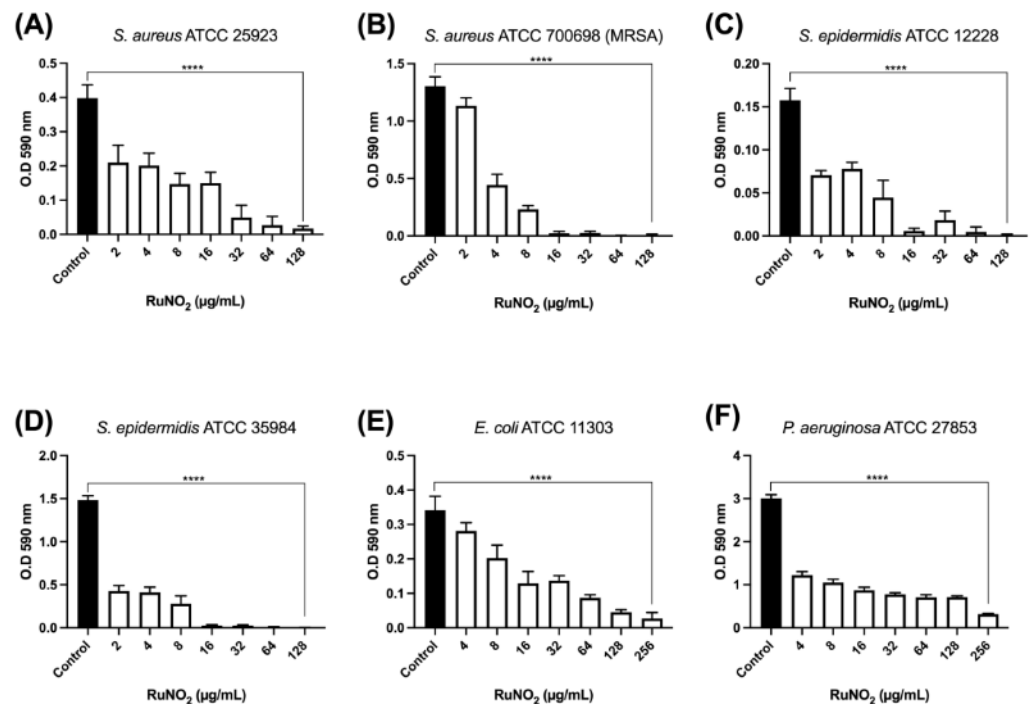 (A)
S. aureus ATCC 25923
****
O.D 590 nm
0.5
0.4
0.3
0.2
0.1
0.0
Control 2 4 8 16 32 64 128
RuNO₂ (µg/mL)
(B)
S. aureus ATCC 700698 (MRSA)
****
O.D 590 nm
1.5
1.0
0.5
0.0
Control 2 4 8 16 32 64 128
RuNO₂ (µg/mL)
(C)
S. epidermidis ATCC 12228
****
O.D 590 nm
0.20
0.15
0.10
0.05
0.00
Control 2 4 8 16 32 64 128
RuNO₂ (µg/mL)
(D)
S. epidermidis ATCC 35984
****
O.D 590 nm
2.0
1.5
1.0
0.5
0.0
Control 2 4 8 16 32 64 128
RuNO₂ (µg/mL)
(E)
E. coli ATCC 11303
****
O.D 590 nm
0.5
0.4
0.3
0.2
0.1
0.0
Control 4 8 16 32 64 128 256
RuNO₂ (µg/mL)
(F)
P. aeruginosa ATCC 27853
****
O.D 590 nm
4
3
2
1
0
Control 4 8 16 32 64 128 256
RuNO₂ (µg/mL)